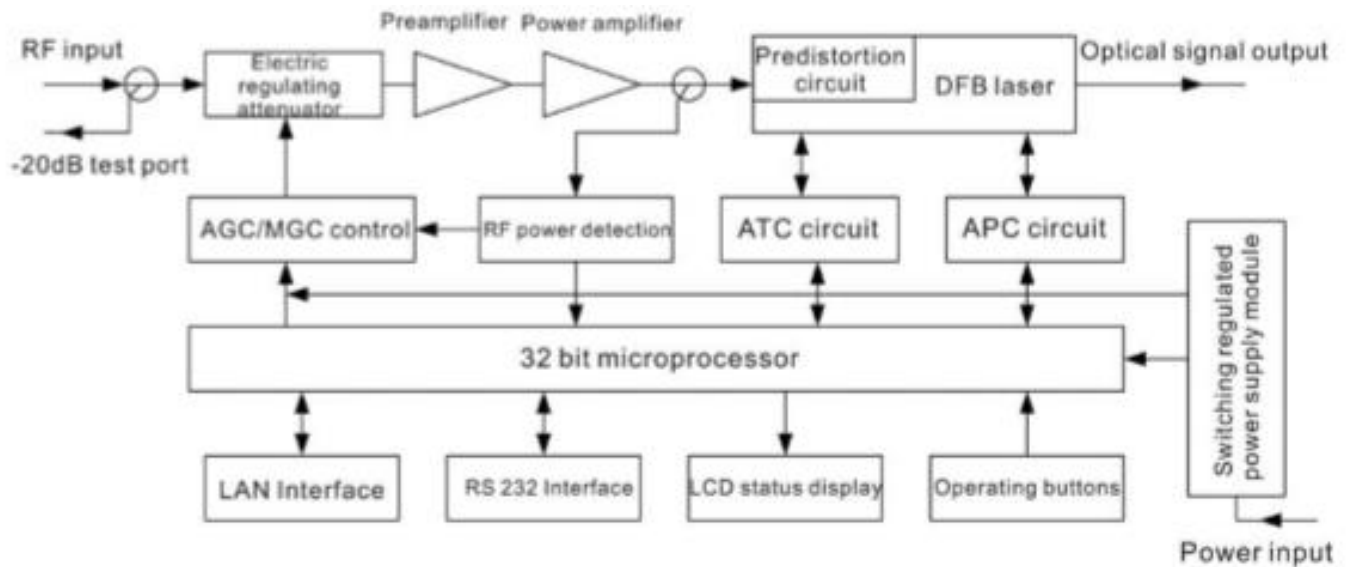 Preamplifier
Power amplifier
RF input
Electric
regulating
attenuator
Predistortion
circuit
DFB laser
Optical signal output
-20dB test port
AGC/MGC control
RF power detection
ATC circuit
APC circuit
Switching regulated
power supply module
32 bit microprocessor
LAN Interface
RS 232 Interface
LCD status display
Operating buttons
Power input